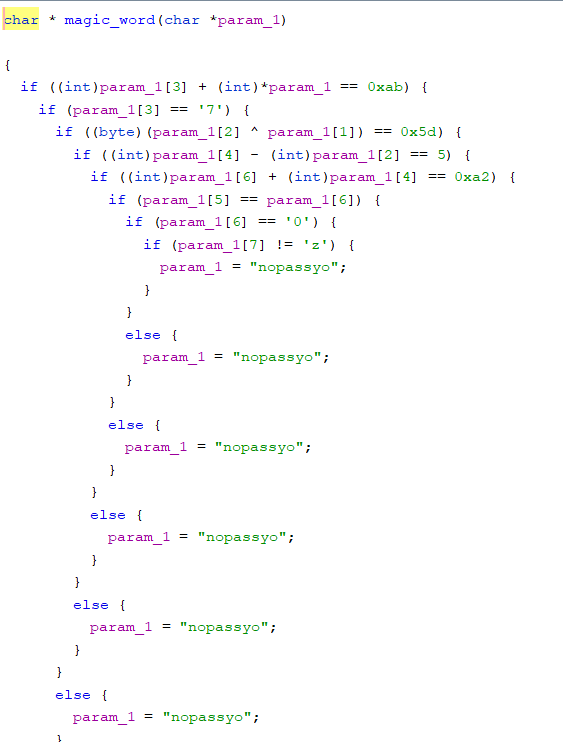 char * magic_word(char *param_1)
{
if ((int)param_1[3] + (int)*param_1 == 0xab) {
if (param_1[3] == '7') {
if ((byte)(param_1[2] ^ param_1[1]) == 0x5d) {
if ((int)param_1[4] - (int)param_1[2] == 5) {
if ((int)param_1[6] + (int)param_1[4] == 0xa2) {
if (param_1[5] == param_1[6]) {
if (param_1[6] == '0') {
if (param_1[7] != 'z') {
param_1 = "nopassyo";
}
}
else {
param_1 = "nopassyo";
}
}
else {
param_1 = "nopassyo";
}
}
else {
param_1 = "nopassyo";
}
}
else {
param_1 = "nopassyo";
}
}
else {
param_1 = "nopassyo";
}